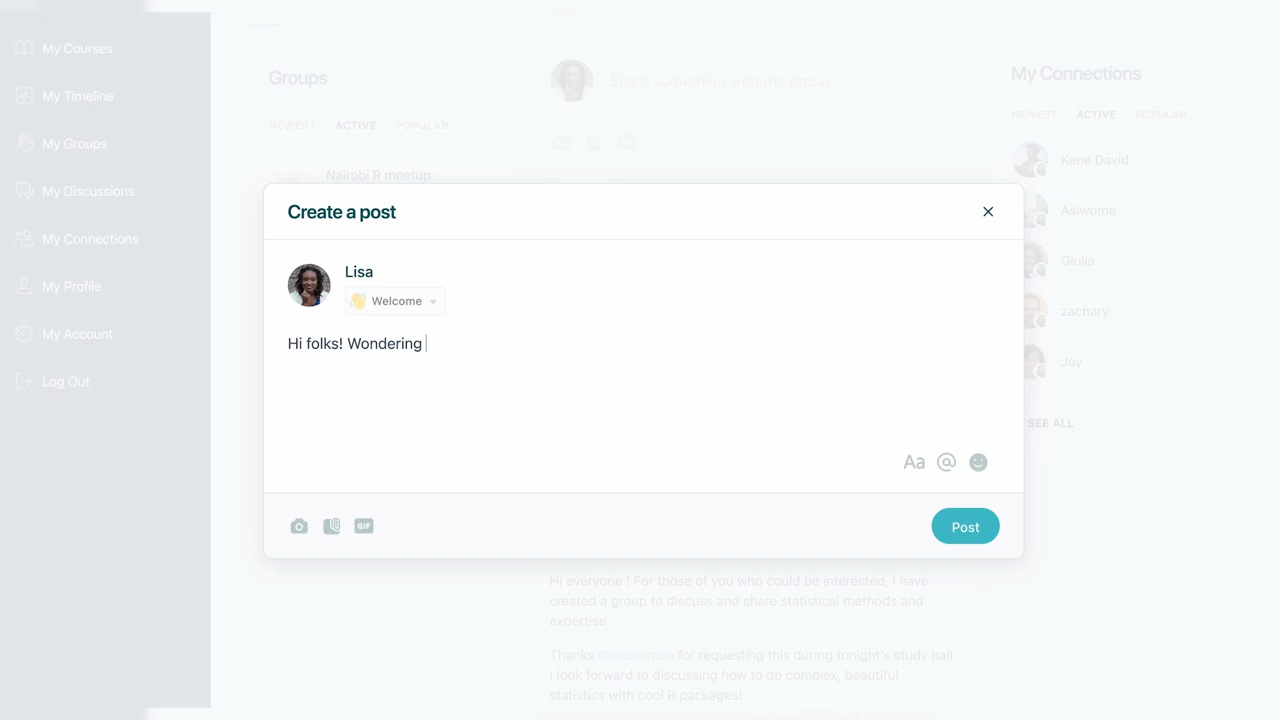 My Courses
My Timeline
My Groups
My Discussions
My Connections
My Profile
My Account
Log Out
Groups
NEWEST ACTIVE POPULAR
Nairobi R meetup
Share something with the group...
GIF
My Connections
NEWEST ACTIVE POPULAR
Kene David
Asiwome
Giulia
zachary
Joy
SEE ALL
Create a post
Lisa
Welcome
Hi folks! Wondering
Aa @
GIF
Post
Hi everyone ! For those of you who could be interested, I have
created a group to discuss and share statistical methods and
expertise.
Thanks @ericmimbe for requesting this during tonight's study hall.
I look forward to discussing how to do complex, beautiful
statistics with cool R packages!